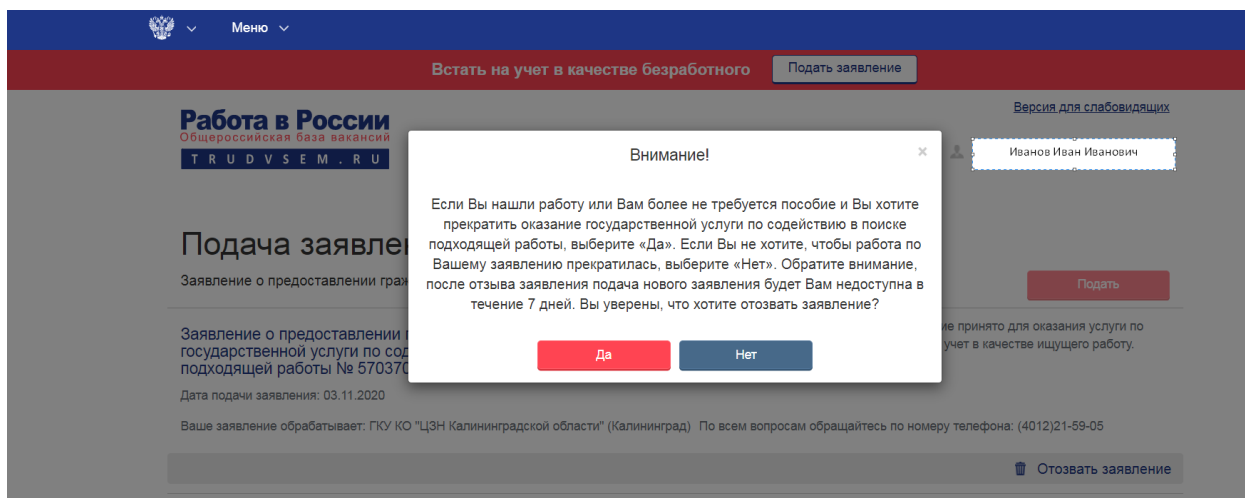 Меню
Встать на учет в качестве безработного
Подать заявление
Версия для слабовидящих
Работа в России
Общероссийская база вакансий
TRUDVSEM.RU
Иванов Иван Иванович
Внимание!
×
Если Вы нашли работу или Вам более не требуется пособие и Вы хотите
прекратить оказание государственной услуги по содействию в поиске
подходящей работы, выберите «Да». Если Вы не хотите, чтобы работа по
Вашему заявлению прекратилась, выберите «Нет». Обратите внимание,
после отзыва заявления подача нового заявления будет Вам недоступна в
течение 7 дней. Вы уверены, что хотите отозвать заявление?
Да
Нет
Подача заявле
Заявление о предоставлении граж
Подать
Заявление о предоставлении г
государственной услуги по сод
подходящей работы № 570370
ие принято для оказания услуги по
учет в качестве ищущего работу.
Дата подачи заявления: 03.11.2020
Ваше заявление обрабатывает: ГКУ КО "ЦЗН Калининградской области" (Калининград) По всем вопросам обращайтесь по номеру телефона: (4012)21-59-05
Отозвать заявление